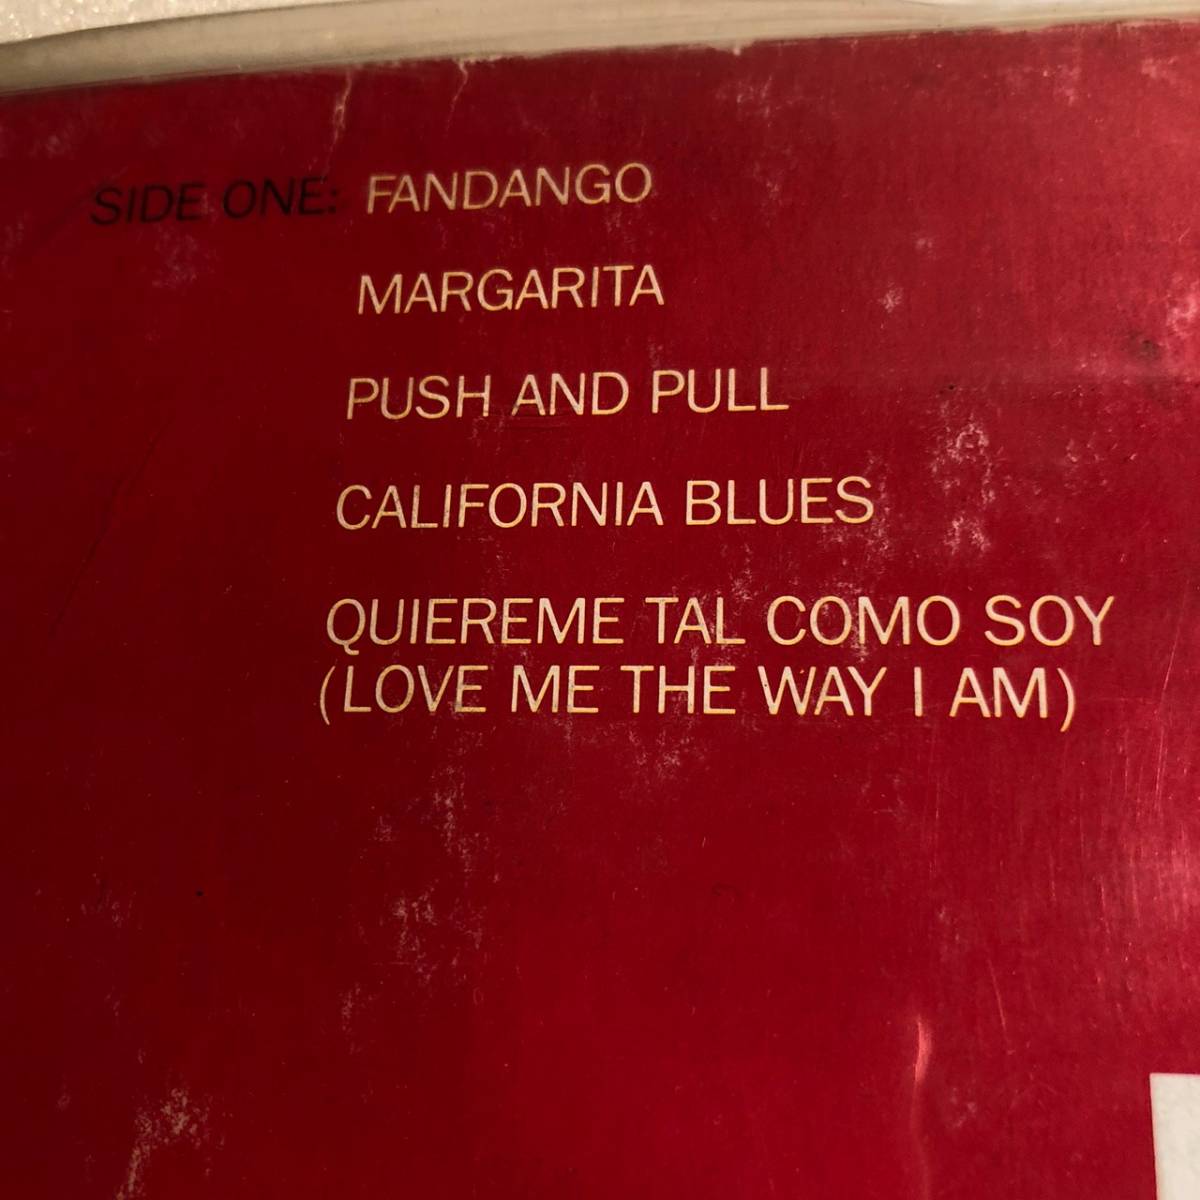 SIDE ONE: FANDANGO
MARGARITA
PUSH AND PULL
CALIFORNIA BLUES
QUIEREME TAL COMO SOY
(LOVE ME THE WAY I AM)